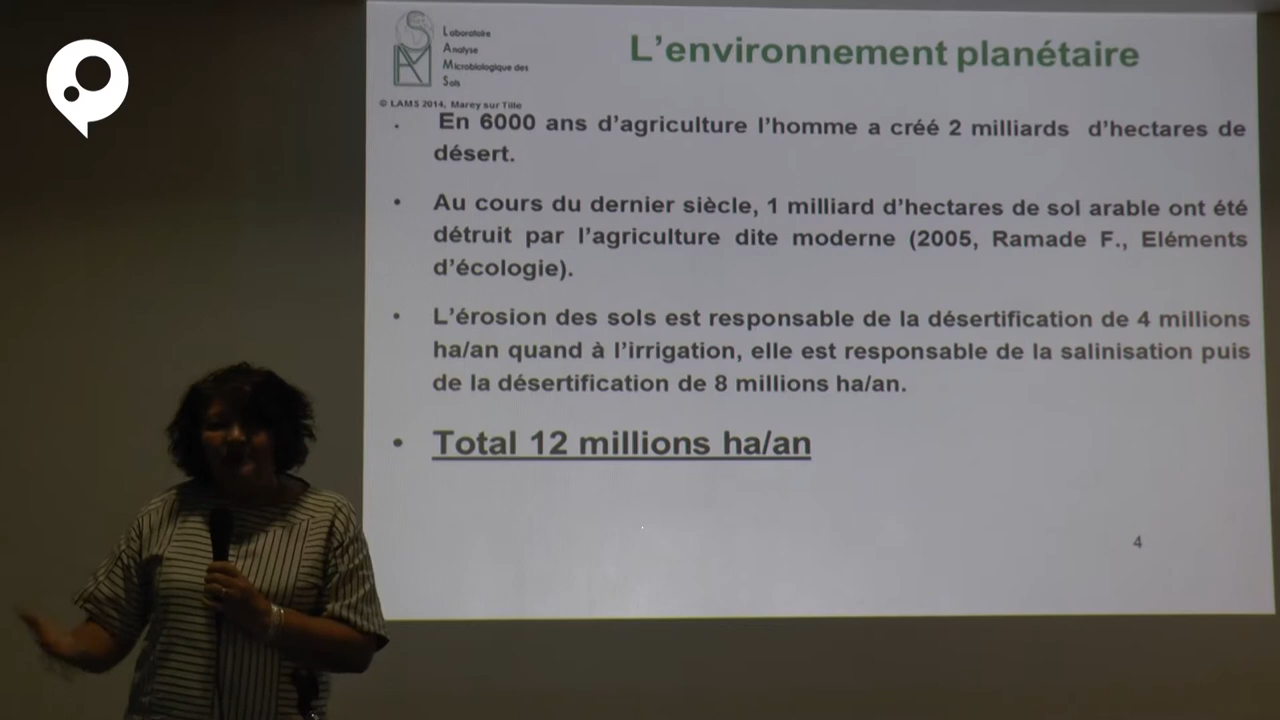 Laboratoire
Analyse
Microbiologique des
Sols
© LAMS 2014, Marey sur Tille
L'environnement planétaire
• En 6000 ans d'agriculture l'homme a créé 2 milliards d'hectares de
désert.
• Au cours du dernier siècle, 1 milliard d'hectares de sol arable ont été
détruit par l'agriculture dite moderne (2005, Ramade F., Eléments
d'écologie).
• L'érosion des sols est responsable de la désertification de 4 millions
ha/an quand à l'irrigation, elle est responsable de la salinisation puis
de la désertification de 8 millions ha/an.
• Total 12 millions ha/an
4